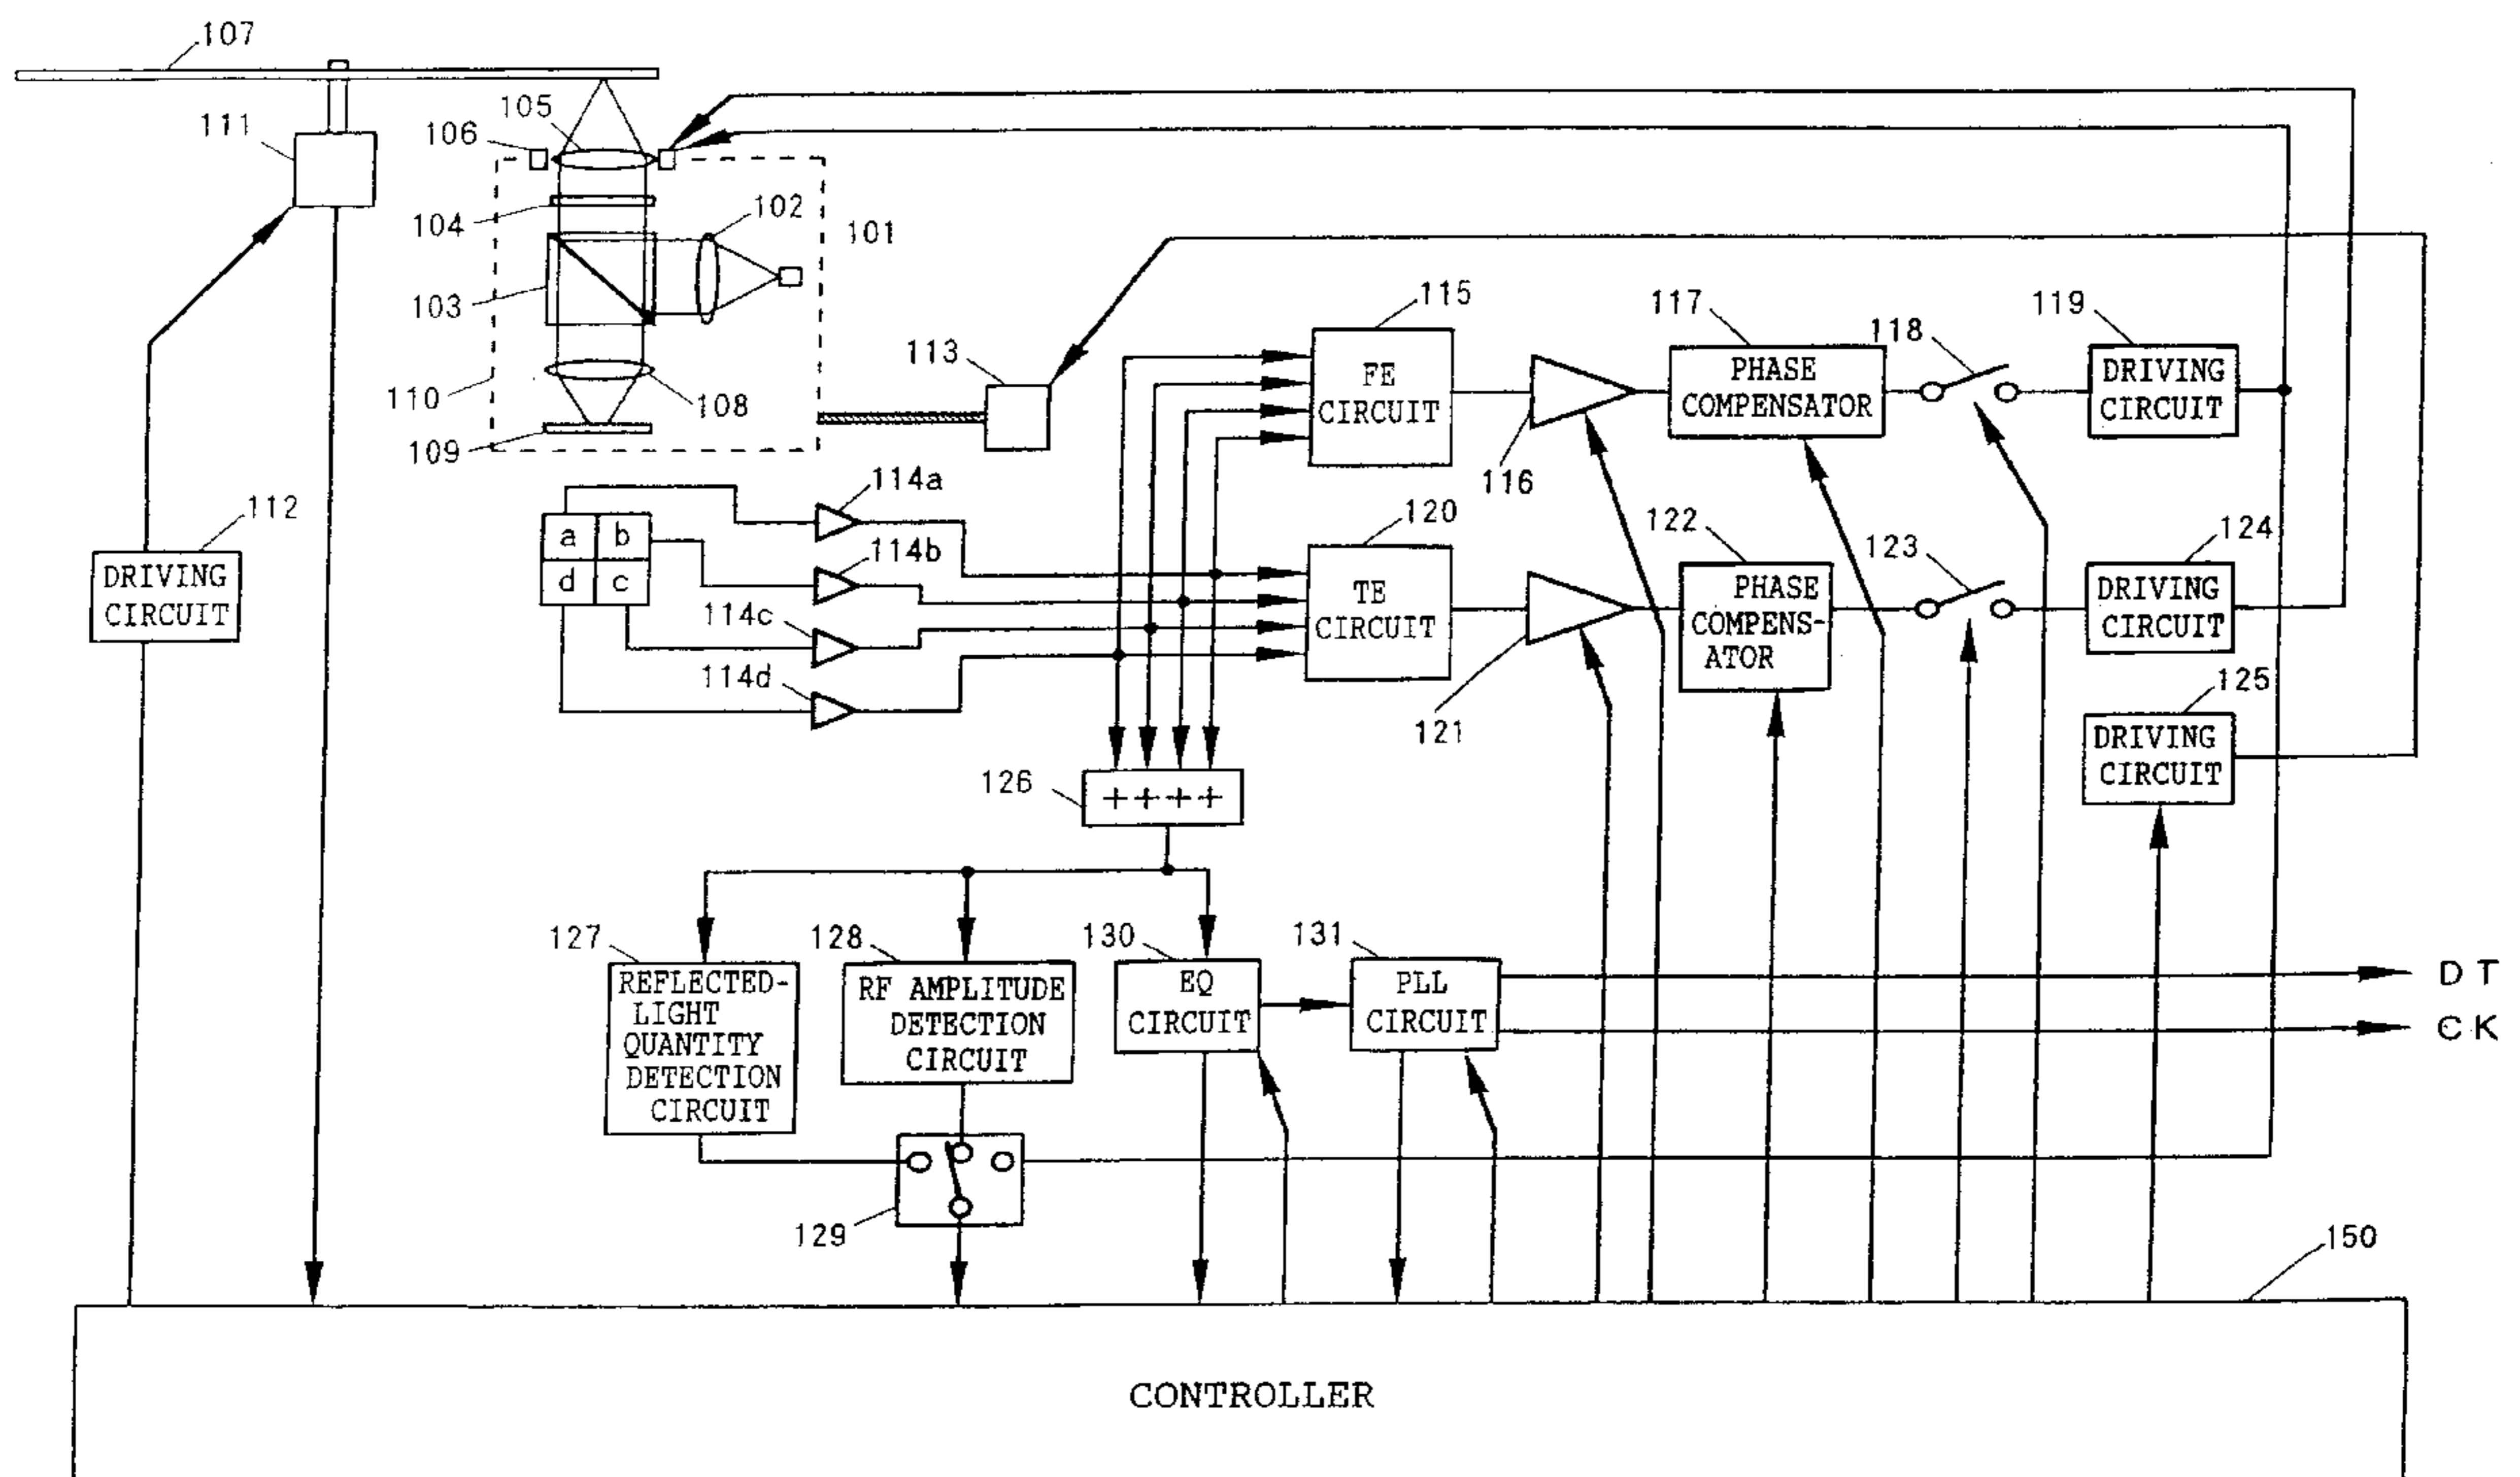 107
105
106
111
104
102
101
103
115
117
118
119
113
FE
CIRCUIT
PHASE
COMPENSATOR
DRIVING
CIRCUIT
110
108
109
116
114a
112
a b
d c
114b
120
122
123
124
DRIVING
CIRCUIT
114c
TE
CIRCUIT
PHASE
COMPENS-
ATOR
DRIVING
CIRCUIT
114d
121
125
DRIVING
CIRCUIT
126
++++
127
128
130
131
REFLECTED-
LIGHT
QUANTITY
DETECTION
CIRCUIT
RF AMPLITUDE
DETECTION
CIRCUIT
EQ
CIRCUIT
PLL
CIRCUIT
DT
CK
129
150
CONTROLLER